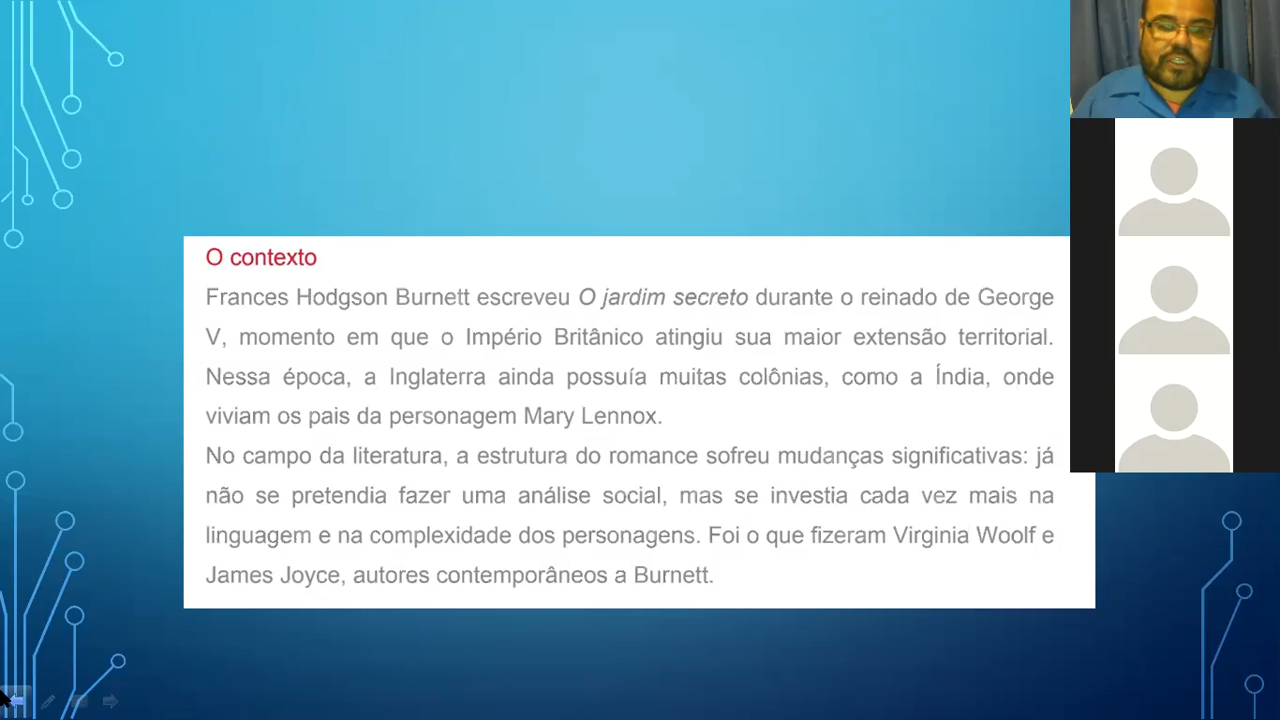 O contexto
Frances Hodgson Burnett escreveu O jardim secreto durante o reinado de George
V, momento em que o Império Britânico atingiu sua maior extensão territorial.
Nessa época, a Inglaterra ainda possuía muitas colônias, como a Índia, onde
viviam os pais da personagem Mary Lennox.
No campo da literatura, a estrutura do romance sofreu mudanças significativas: já
não se pretendia fazer uma análise social, mas se investia cada vez mais na
linguagem e na complexidade dos personagens. Foi o que fizeram Virginia Woolf e
James Joyce, autores contemporâneos a Burnett.